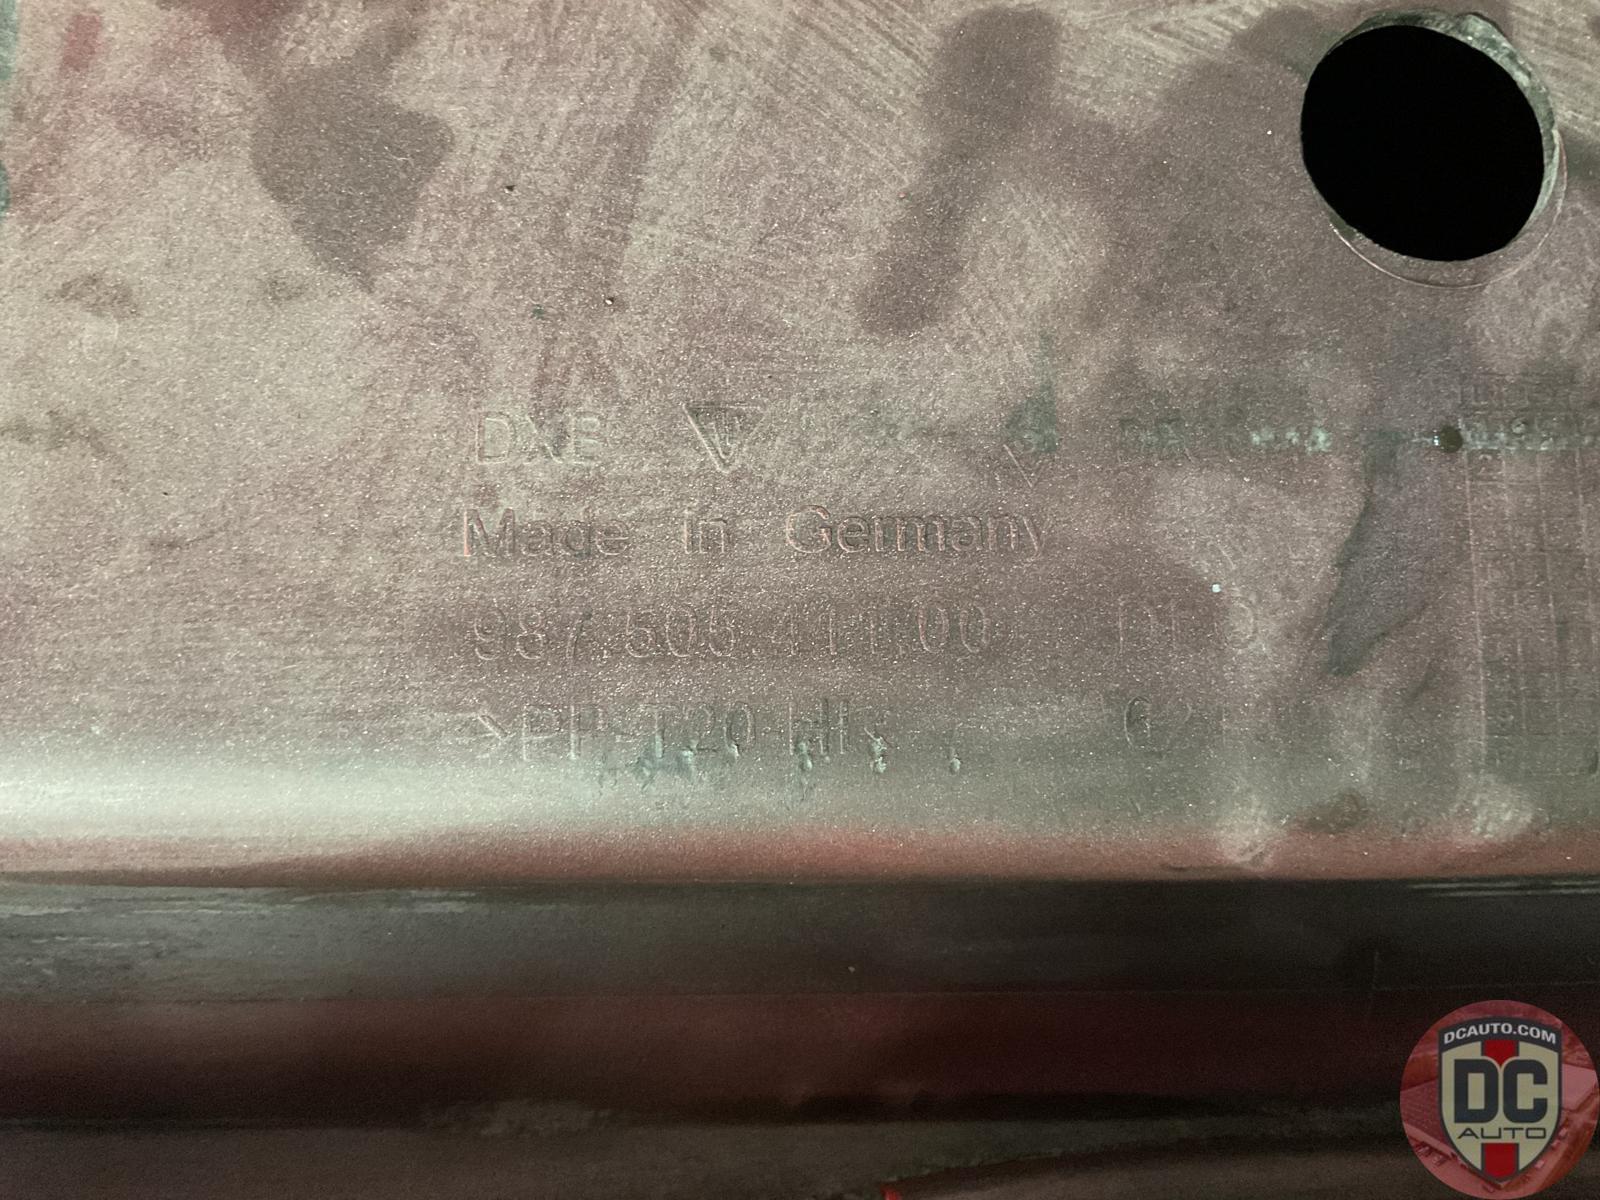 DXB
Made in Germany
987.505.411.00
>PP-T20
DCAUTO.COM
DC
AUTO